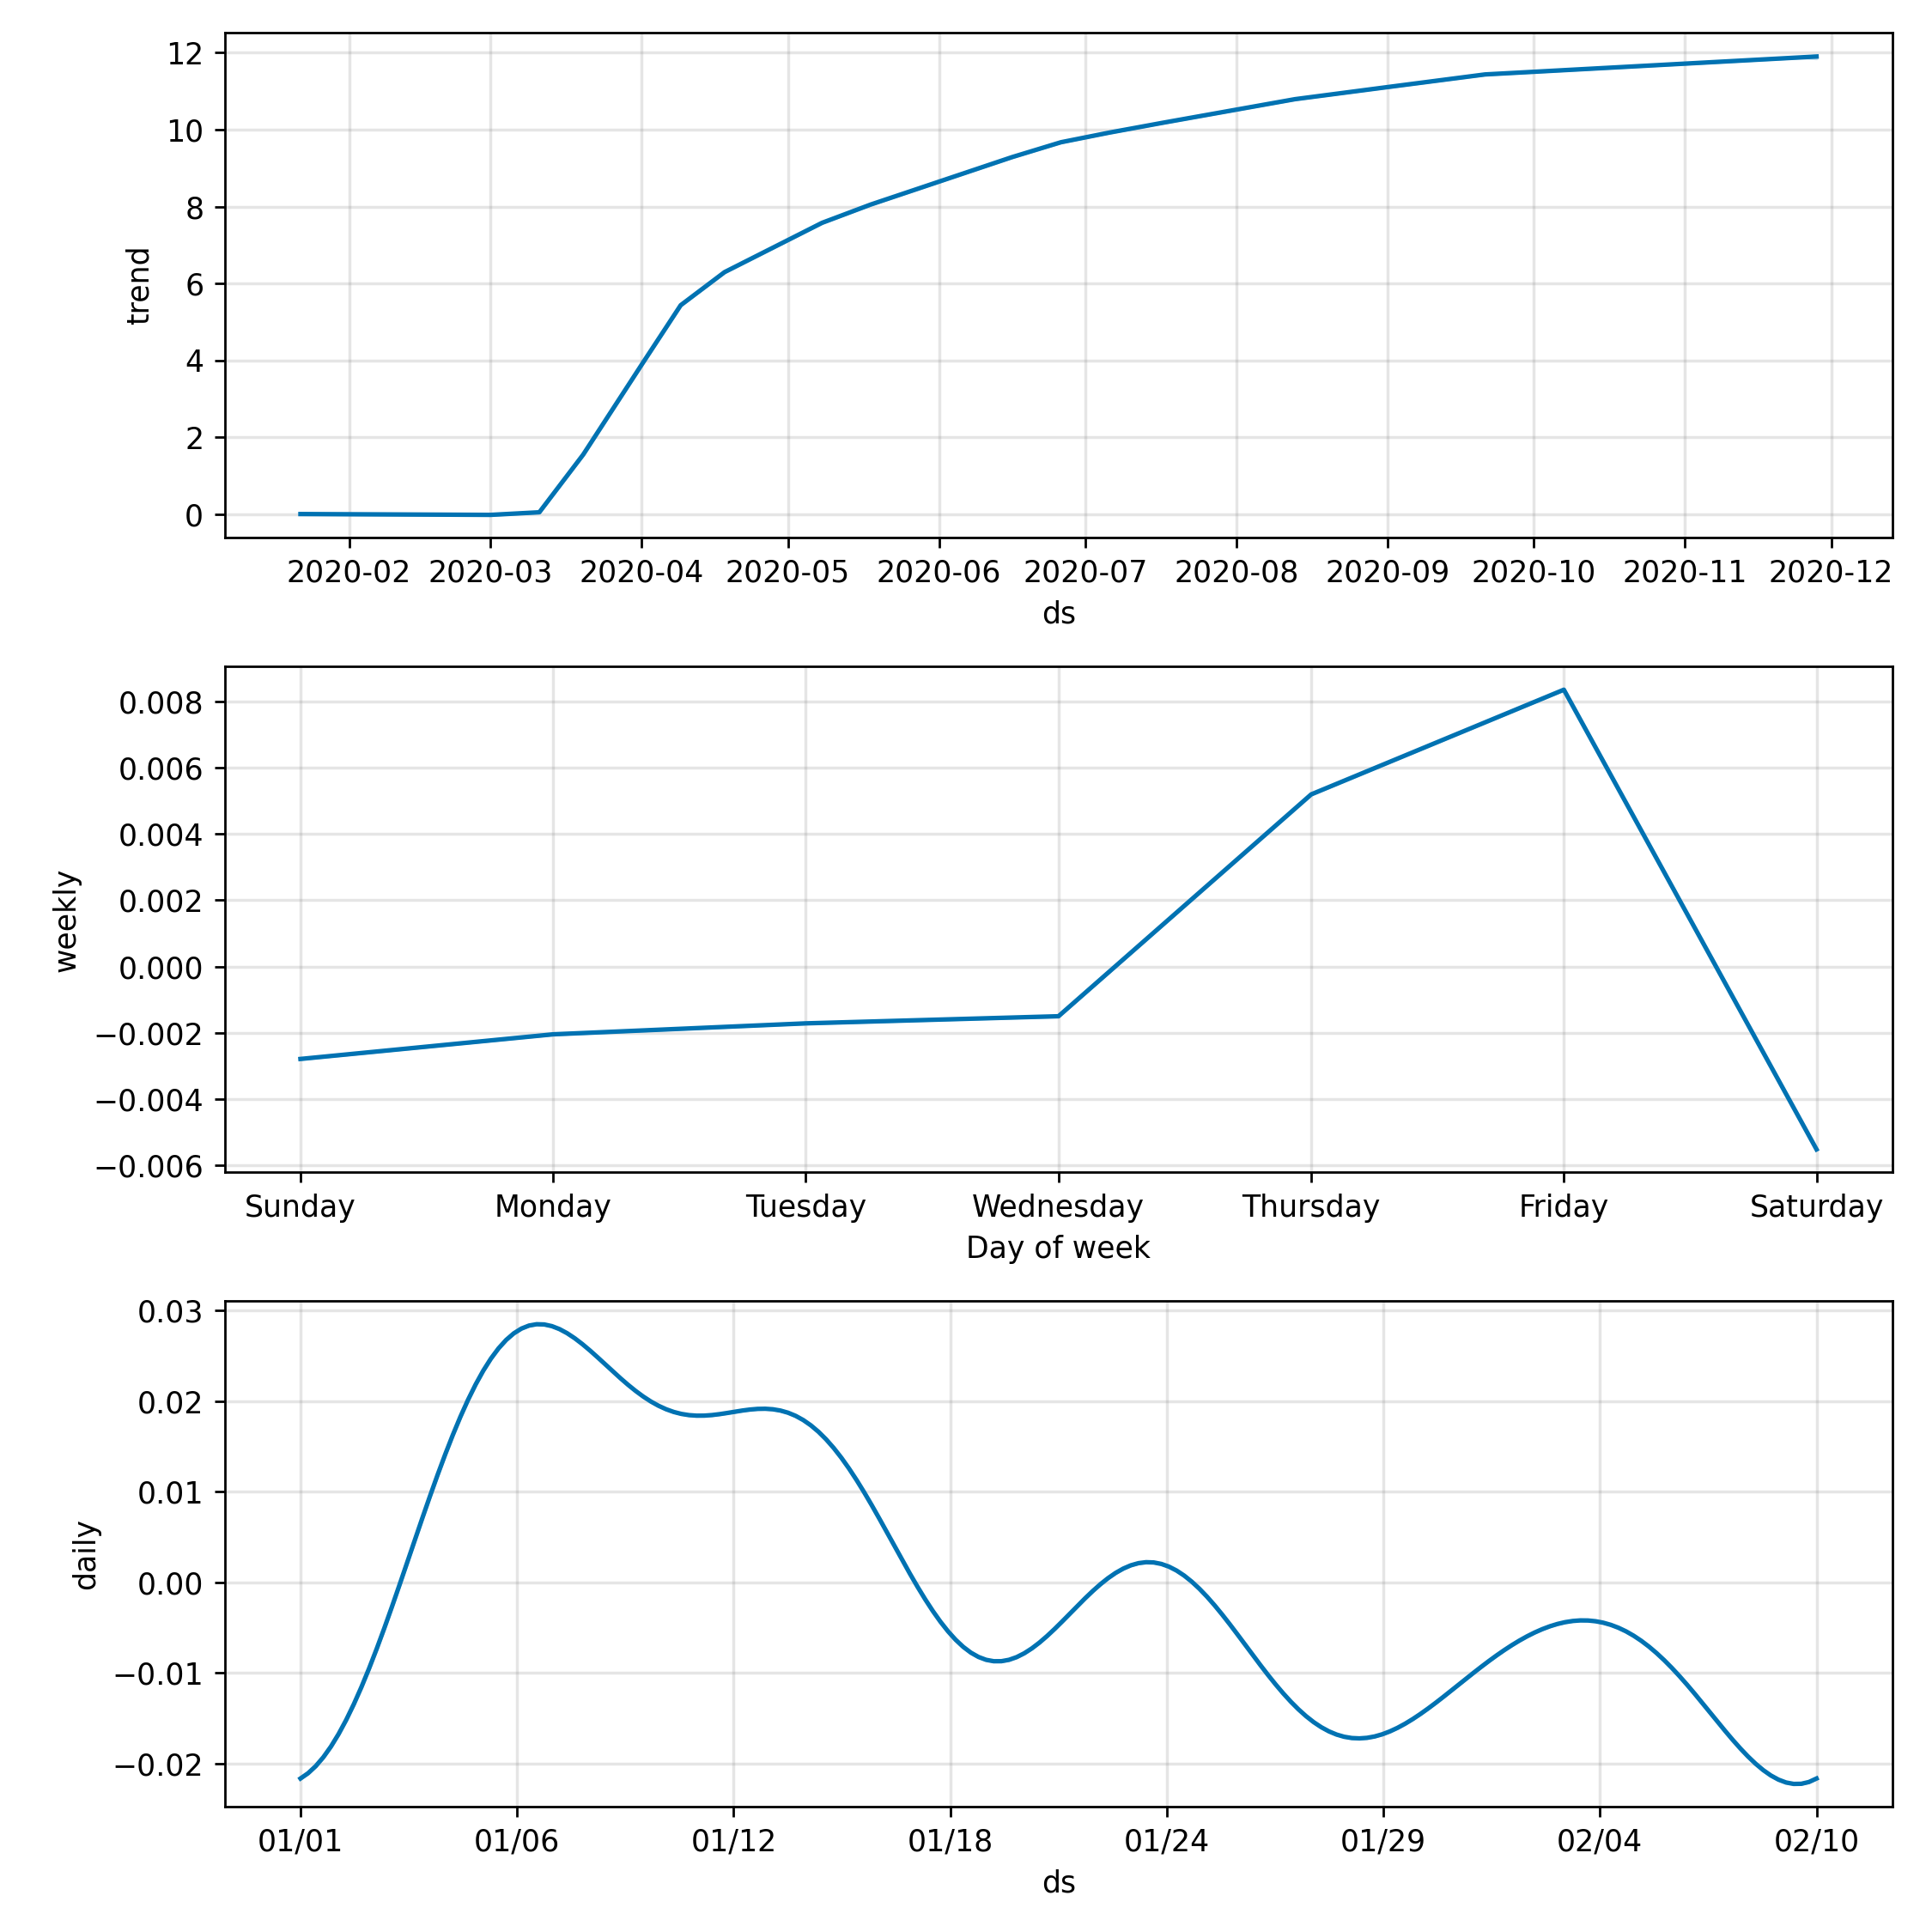 12
10
8
6
4
2
0
trend
2020-02 2020-03 2020-04 2020-05 2020-06 2020-07 2020-08 2020-09 2020-10 2020-11 2020-12
ds
0.008
0.006
0.004
0.002
0.000
−0.002
−0.004
−0.006
weekly
Sunday Monday Tuesday Wednesday Thursday Friday Saturday
Day of week
0.03
0.02
0.01
0.00
−0.01
−0.02
daily
01/01 01/06 01/12 01/18 01/24 01/29 02/04 02/10
ds